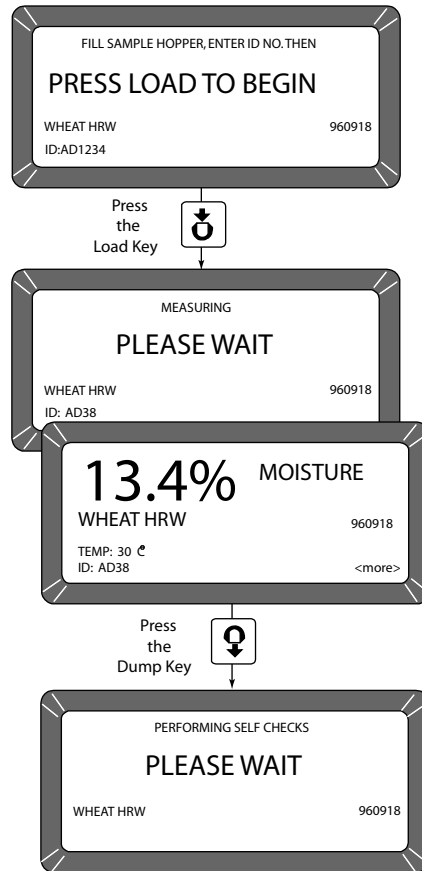 FILL SAMPLE HOPPER, ENTER ID NO. THEN
PRESS LOAD TO BEGIN
WHEAT HRW 960918
ID:AD1234
Press
the
Load Key
MEASURING
PLEASE WAIT
WHEAT HRW 960918
ID: AD38
13.4% MOISTURE
WHEAT HRW 960918
TEMP: 30 C
ID: AD38 <more>
Press
the
Dump Key
PERFORMING SELF CHECKS
PLEASE WAIT
WHEAT HRW 960918